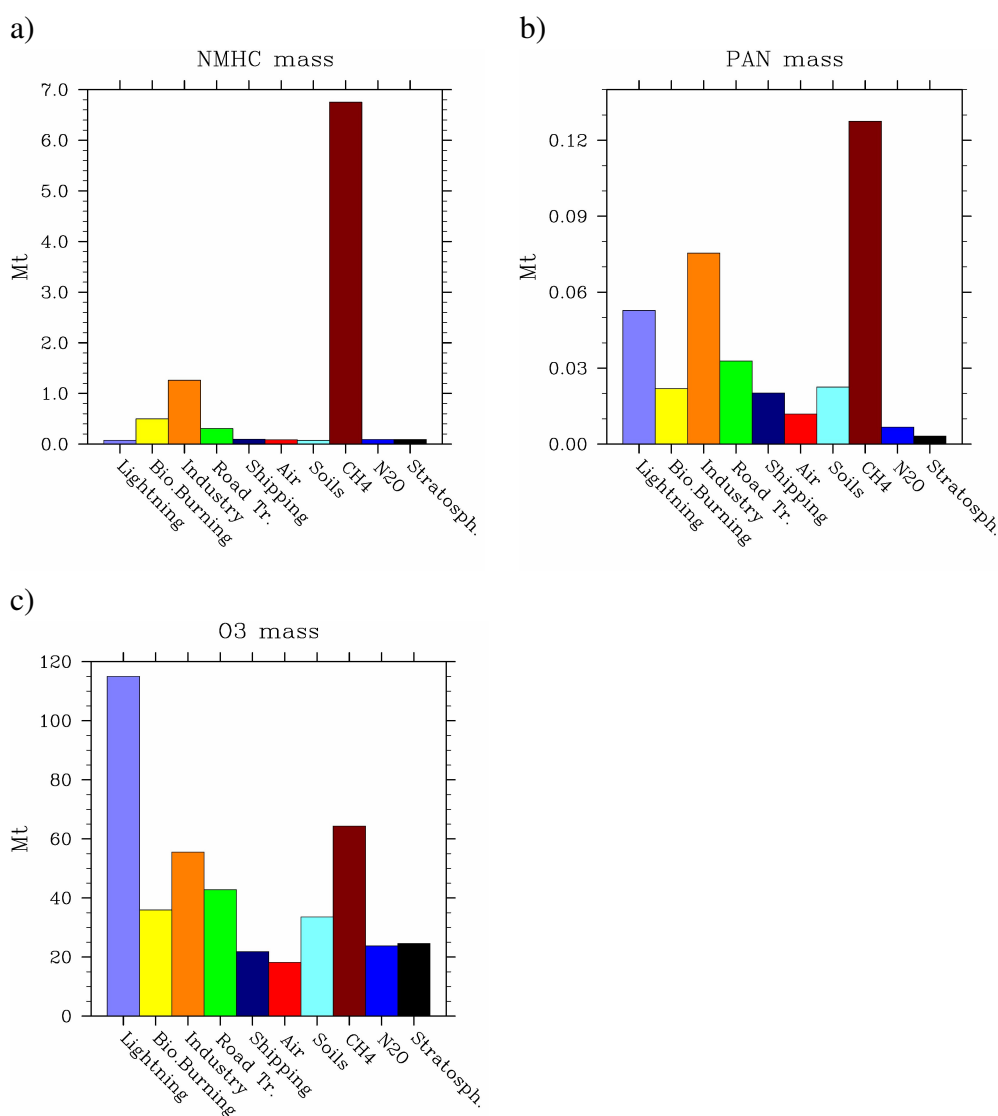 a)
NMHC mass
7.0
6.0
5.0
4.0
3.0
2.0
1.0
0.0
Mt
Lightning
Bio.Burning
Industry
Road Tr.
Shipping
Air
Soils
CH4
N2O
Stratosph.
b)
PAN mass
0.12
0.09
0.06
0.03
0.00
Mt
Lightning
Bio.Burning
Industry
Road Tr.
Shipping
Air
Soils
CH4
N2O
Stratosph.
c)
O3 mass
120
100
80
60
40
20
0
Mt
Lightning
Bio.Burning
Industry
Road Tr.
Shipping
Air
Soils
CH4
N2O
Stratosph.